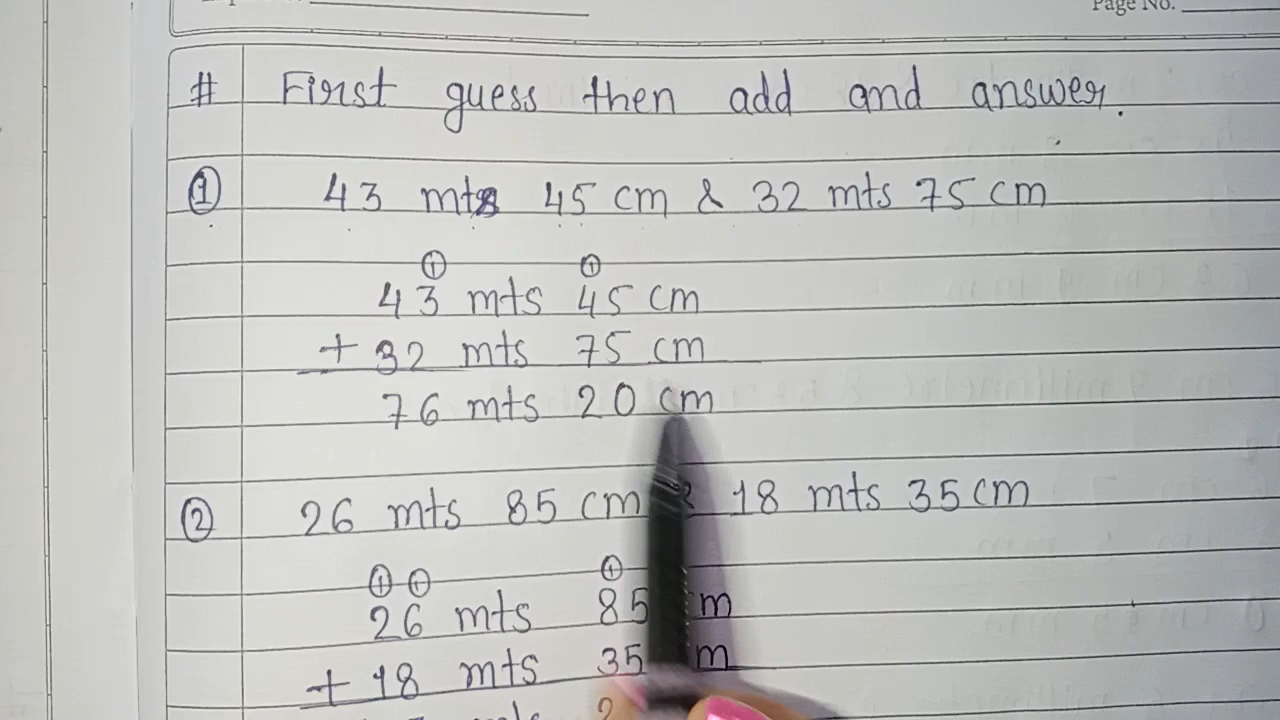 Page No.
# First guess then add and answer.
① 43 mts 45 cm & 32 mts 75 cm
① ①
43 mts 45 cm
+ 32 mts 75 cm
76 mts 20 cm
② 26 mts 85 cm 18 mts 35 cm
① ① ①
26 mts 85 m
+ 18 mts 35 m